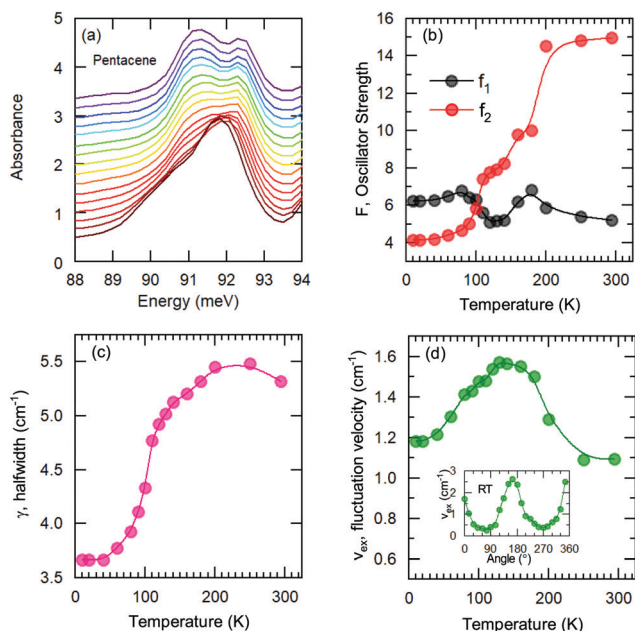 (a)
Pentacene
Absorbance
5
4
3
2
1
0
88 89 90 91 92 93 94
Energy (meV)
(b)
f1
f2
F, Oscillator Strength
16
14
12
10
8
6
4
0 100 200 300
Temperature (K)
(c)
γ, halfwidth (cm-1)
5.5
5.0
4.5
4.0
3.5
0 100 200 300
Temperature (K)
(d)
νex, fluctuation velocity (cm-1)
1.6
1.4
1.2
1.0
0.8
0.6
RT
νex (cm-1)
3
2
1
0
0 90 180 270 360
Angle (°)
0 100 200 300
Temperature (K)